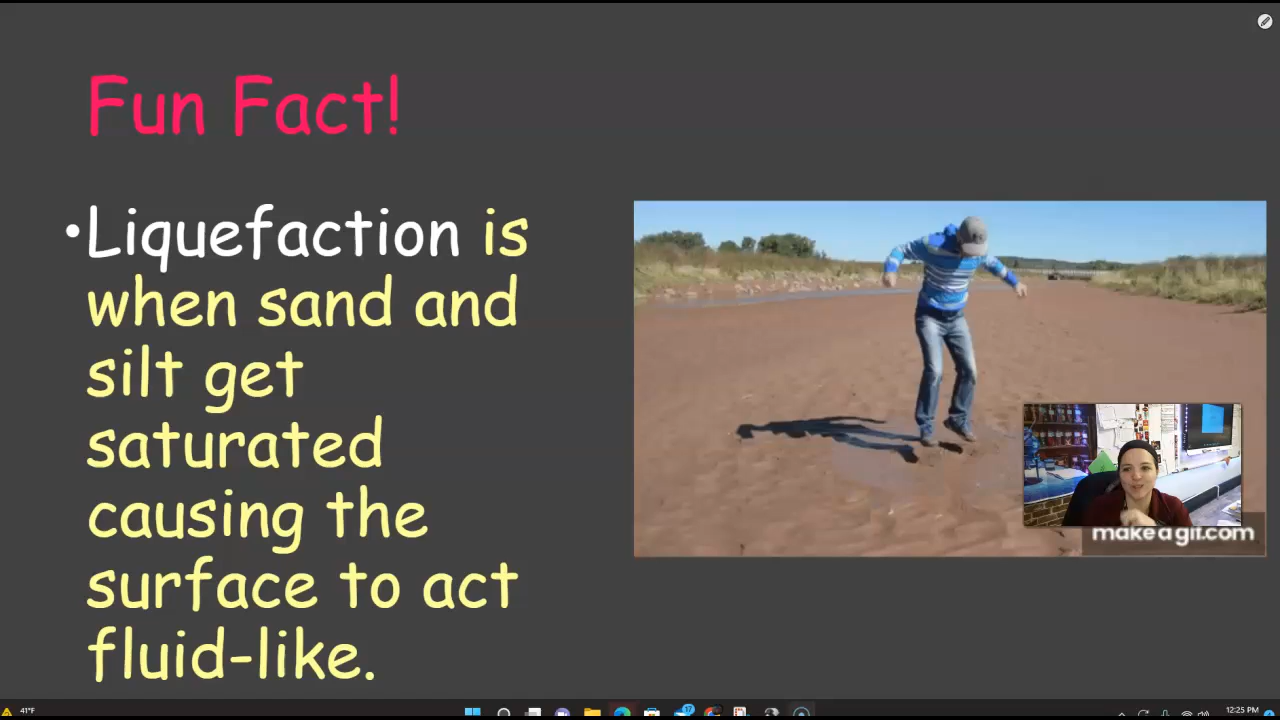 Fun Fact!
•Liquefaction is
when sand and
silt get
saturated
causing the
surface to act
fluid-like.
makeagif.com
41°F
17
12:25 PM